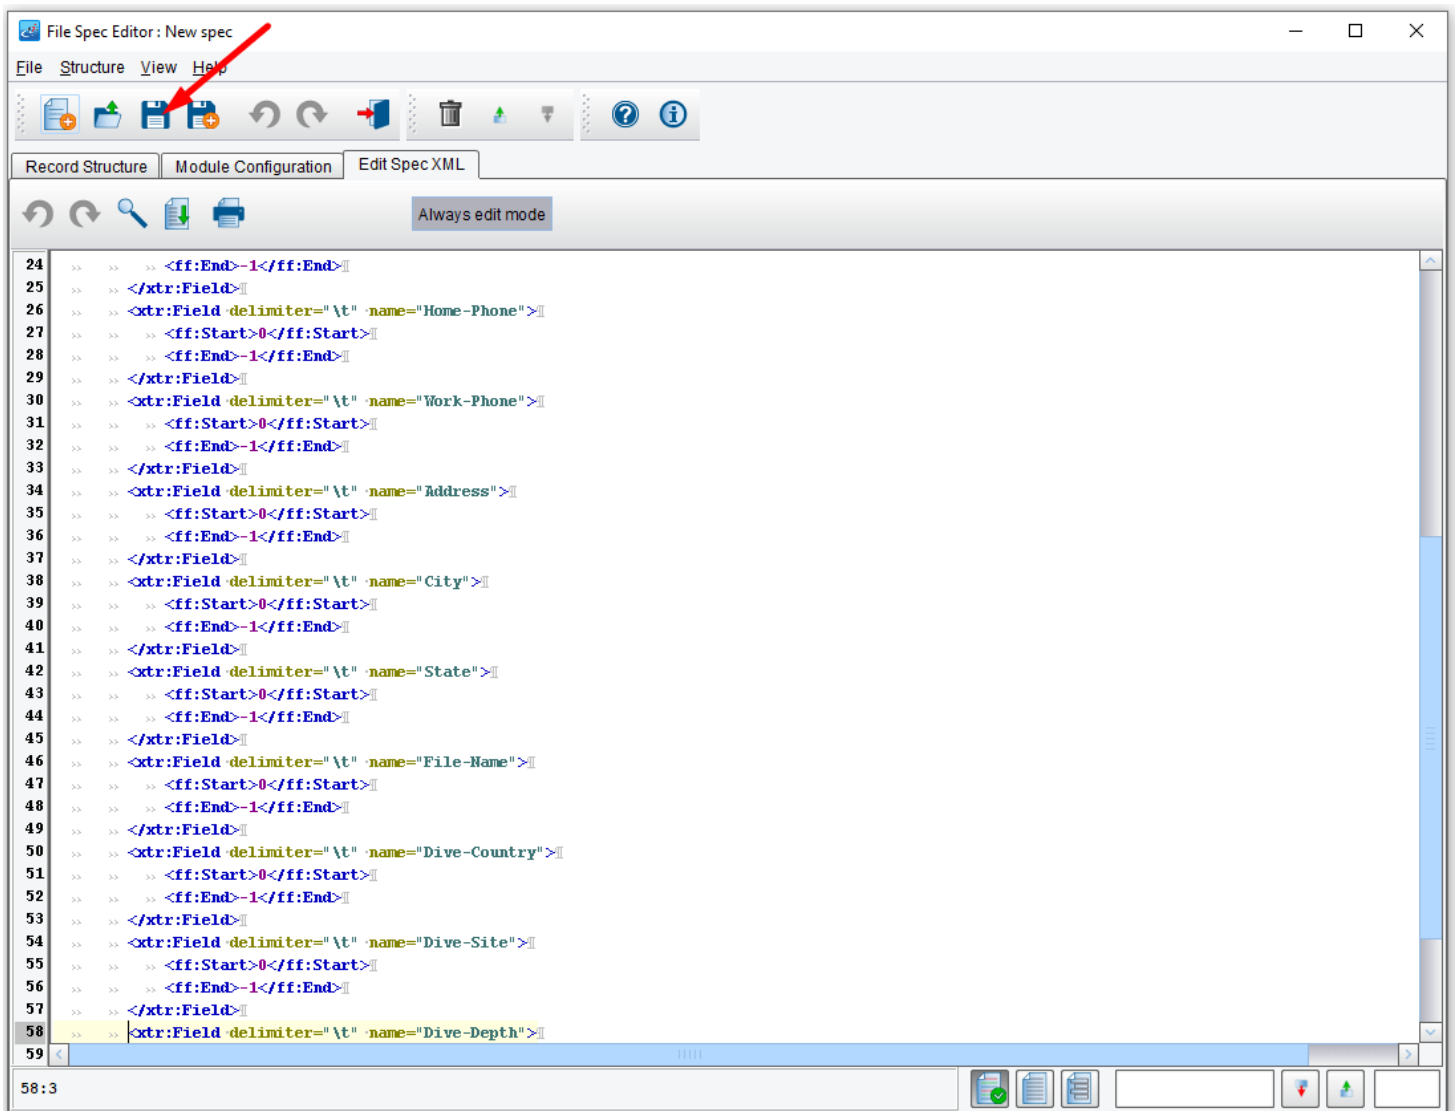 File Spec Editor : New spec
File Structure View Help
Record Structure Module Configuration Edit Spec XML
Always edit mode
24 <ff:End>-1</ff:End>
25 </xtr:Field>
26 <xtr:Field delimiter="\t" name="Home-Phone">
27 <ff:Start>0</ff:Start>
28 <ff:End>-1</ff:End>
29 </xtr:Field>
30 <xtr:Field delimiter="\t" name="Work-Phone">
31 <ff:Start>0</ff:Start>
32 <ff:End>-1</ff:End>
33 </xtr:Field>
34 <xtr:Field delimiter="\t" name="Address">
35 <ff:Start>0</ff:Start>
36 <ff:End>-1</ff:End>
37 </xtr:Field>
38 <xtr:Field delimiter="\t" name="City">
39 <ff:Start>0</ff:Start>
40 <ff:End>-1</ff:End>
41 </xtr:Field>
42 <xtr:Field delimiter="\t" name="State">
43 <ff:Start>0</ff:Start>
44 <ff:End>-1</ff:End>
45 </xtr:Field>
46 <xtr:Field delimiter="\t" name="File-Name">
47 <ff:Start>0</ff:Start>
48 <ff:End>-1</ff:End>
49 </xtr:Field>
50 <xtr:Field delimiter="\t" name="Dive-Country">
51 <ff:Start>0</ff:Start>
52 <ff:End>-1</ff:End>
53 </xtr:Field>
54 <xtr:Field delimiter="\t" name="Dive-Site">
55 <ff:Start>0</ff:Start>
56 <ff:End>-1</ff:End>
57 </xtr:Field>
58 <xtr:Field delimiter="\t" name="Dive-Depth">
59
58:3